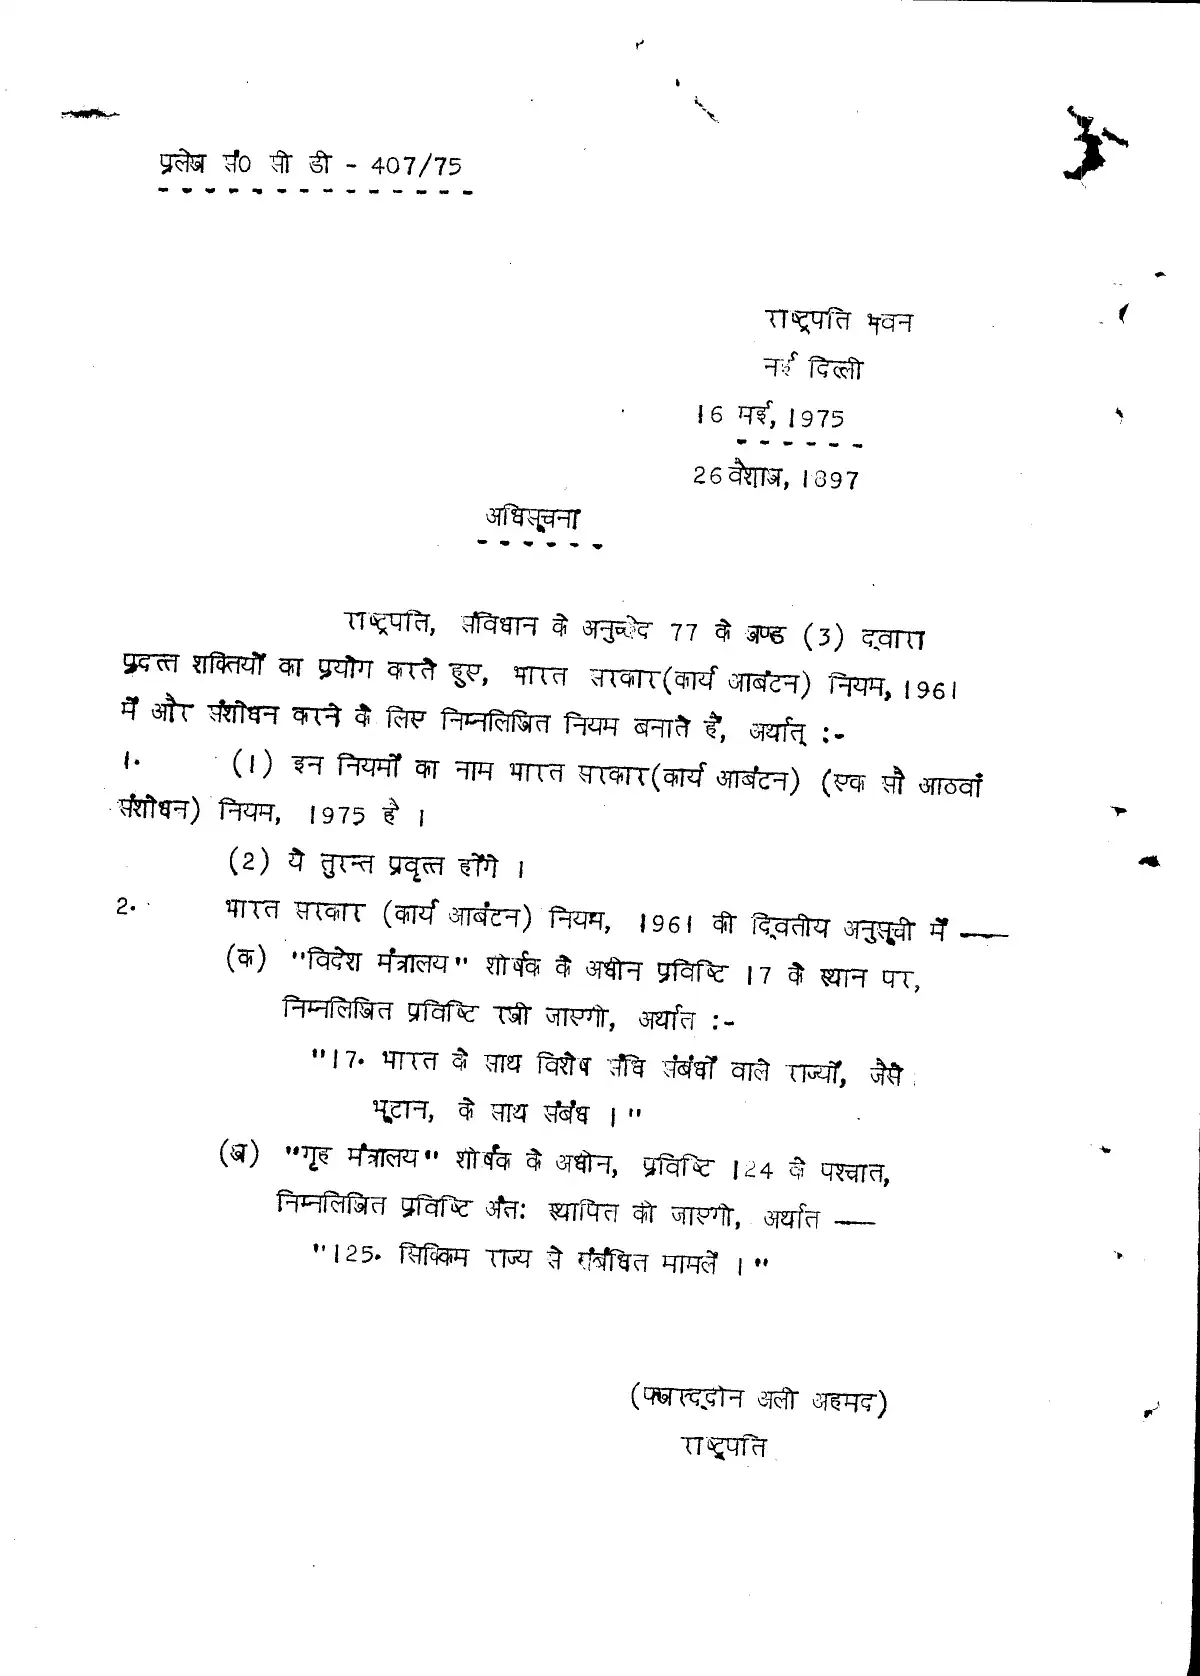 प्रलेख सं0 सी डी - 407/75
राष्ट्रपति भवन
नई दिल्ली
16 मई, 1975
26 वैशाख, 1897
अधिसूचना
राष्ट्रपति, संविधान के अनुच्छेद 77 के खण्ड (3) द्वारा
प्रदत्त शक्तियों का प्रयोग करते हुए, भारत सरकार(कार्य आबंटन) नियम, 1961
में और संशोधन करने के लिए निम्नलिखित नियम बनाते हैं, अर्थात् :-
1. (1) इन नियमों का नाम भारत सरकार(कार्य आबंटन) (एक सौ आठवां
संशोधन) नियम, 1975 है ।
(2) ये तुरन्त प्रवृत्त होंगे ।
2. भारत सरकार (कार्य आबंटन) नियम, 1961 की द्वितीय अनुसूची में ——
(क) "विदेश मंत्रालय" शीर्षक के अधीन प्रविष्टि 17 के स्थान पर,
निम्नलिखित प्रविष्टि रखी जाएगी, अर्थात :-
"17. भारत के साथ विशेष संधि संबंधों वाले राज्यों, जैसे
भूटान, के साथ संबंध ।"
(ख) "गृह मंत्रालय" शीर्षक के अधीन, प्रविष्टि 124 के पश्चात,
निम्नलिखित प्रविष्टि अंत: स्थापित की जाएगी, अर्थात ——
"125. सिक्किम राज्य से संबंधित मामलें ।"
(फखरुद्दीन अली अहमद)
राष्ट्रपति